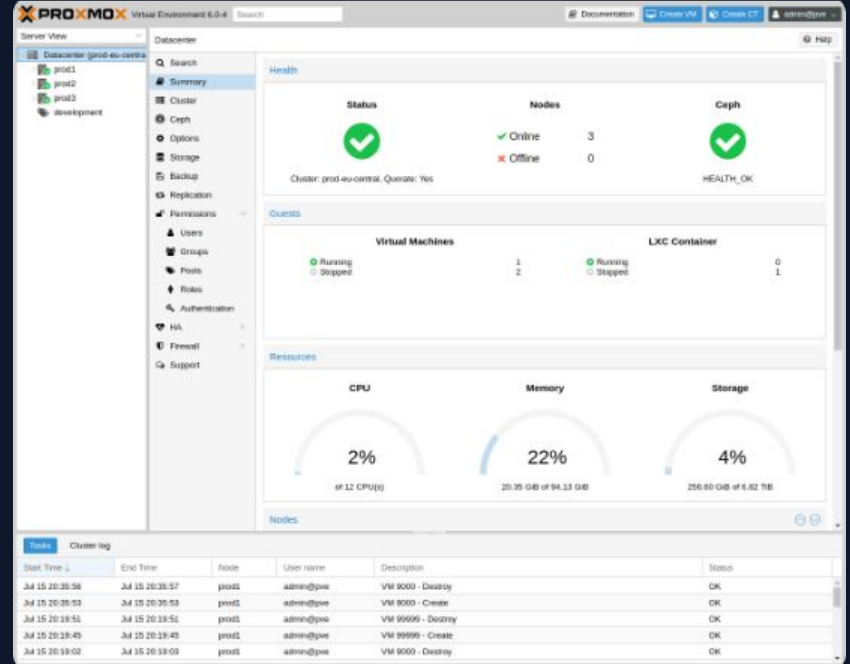 PROXMOX Virtual Environment 6.0-4 Search
Documentation Create VM Create CT admin@pve
Server View
Datacenter (prod-eu-centra
prod1
prod2
prod3
development
Datacenter
Help
Search
Summary
Cluster
Ceph
Options
Storage
Backup
Replication
Permissions
Users
Groups
Pools
Roles
Authentication
HA
Firewall
Support
Health
Status Nodes Ceph
Online 3
Offline 0
Cluster: prod-eu-central, Quorate: Yes
HEALTH_OK
Guests
Virtual Machines LXC Container
Running 1 Running 0
Stopped 2 Stopped 1
Resources
CPU Memory Storage
2% 22% 4%
of 12 CPU(s) 20.35 GiB of 94.13 GiB 256.60 GiB of 6.82 TiB
Nodes
Tasks Cluster log
Start Time End Time Node User name Description Status
Jul 15 20:35:56 Jul 15 20:35:57 prod1 admin@pve VM 9000 - Destroy OK
Jul 15 20:35:53 Jul 15 20:35:53 prod1 admin@pve VM 9000 - Create OK
Jul 15 20:19:51 Jul 15 20:19:51 prod1 admin@pve VM 99999 - Destroy OK
Jul 15 20:19:45 Jul 15 20:19:45 prod1 admin@pve VM 99999 - Create OK
Jul 15 20:19:02 Jul 15 20:19:03 prod1 admin@pve VM 9000 - Destroy OK